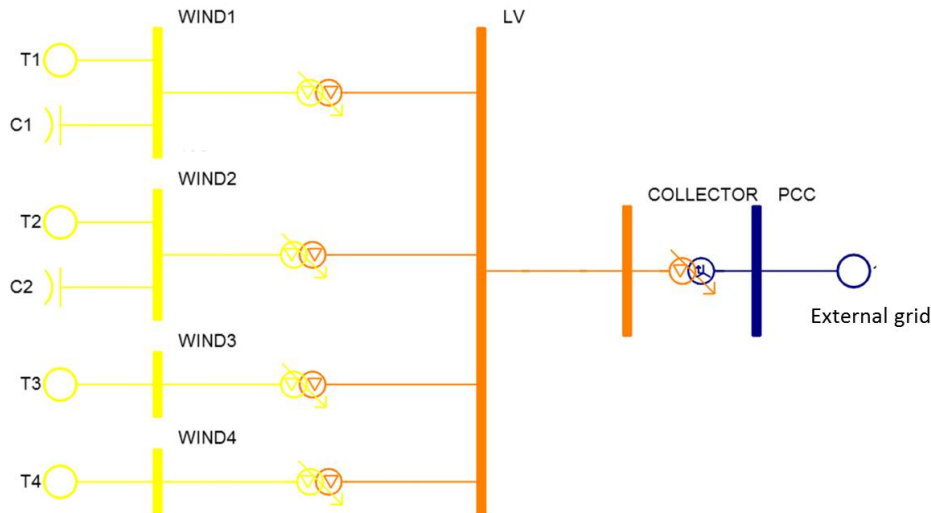 WIND1
LV
T1
C1
WIND2
T2
COLLECTOR PCC
C2
External grid
WIND3
T3
WIND4
T4